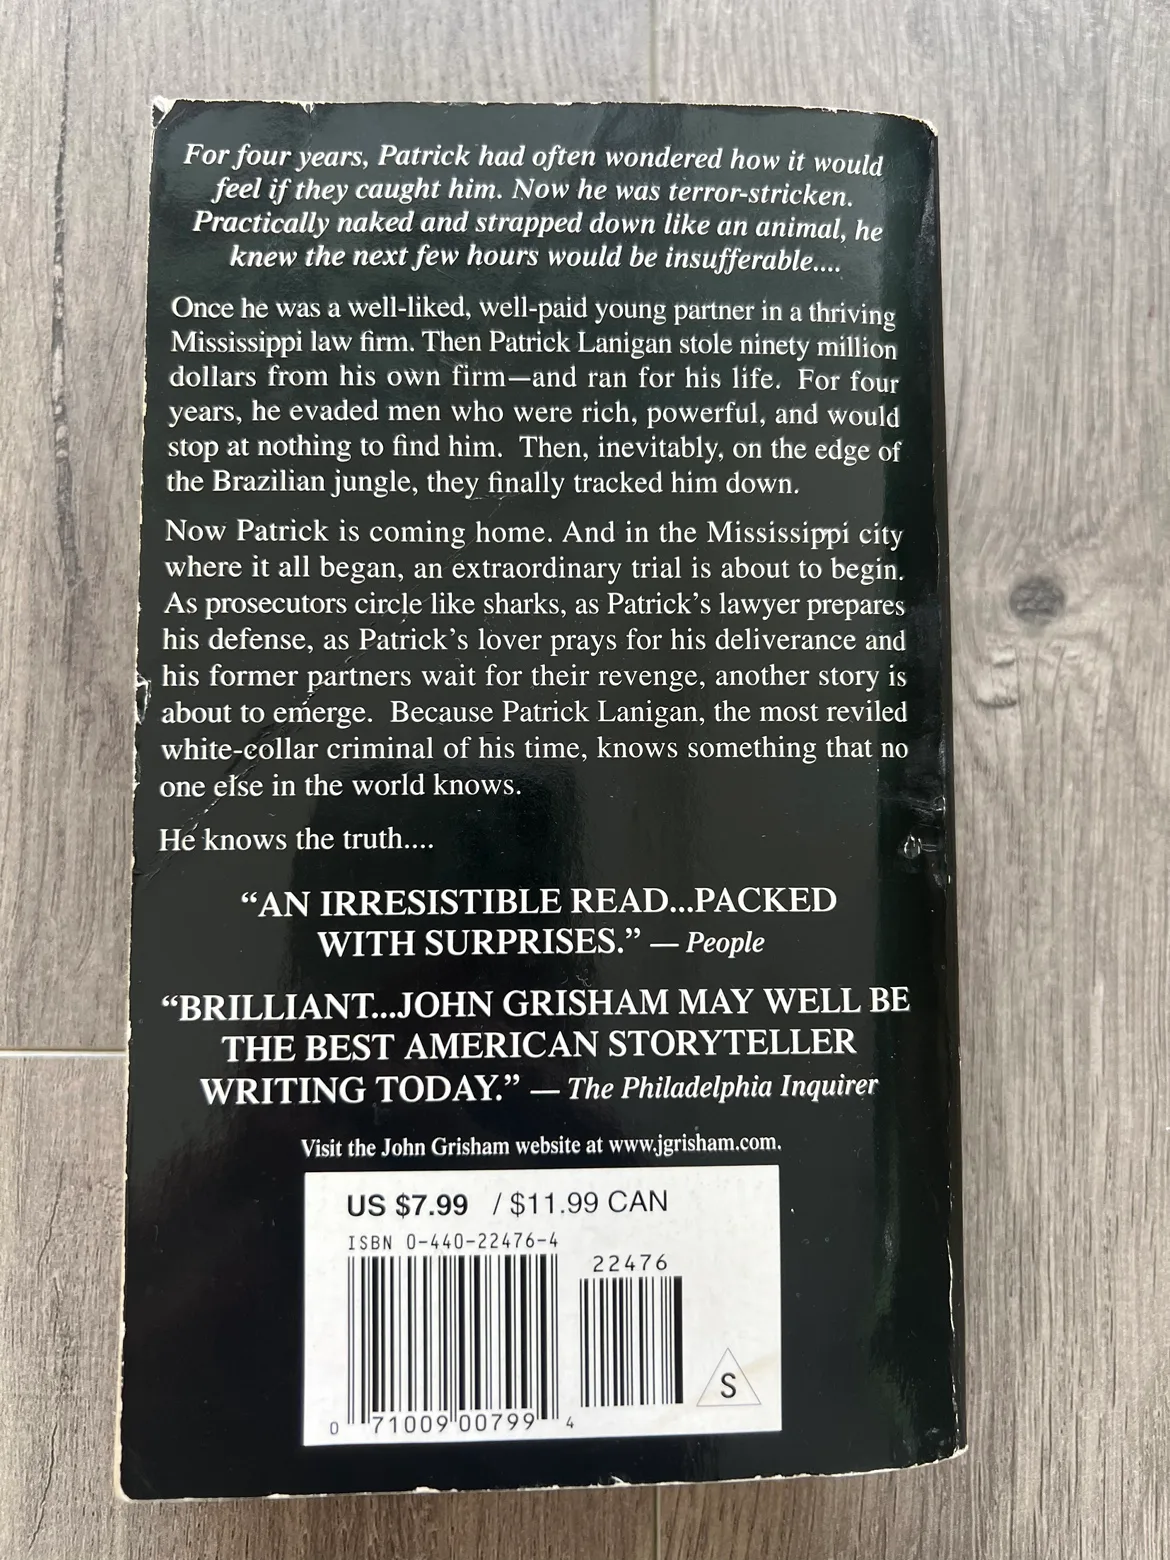 For four years, Patrick had often wondered how it would
feel if they caught him. Now he was terror-stricken.
Practically naked and strapped down like an animal, he
knew the next few hours would be insufferable....
Once he was a well-liked, well-paid young partner in a thriving
Mississippi law firm. Then Patrick Lanigan stole ninety million
dollars from his own firm—and ran for his life. For four
years, he evaded men who were rich, powerful, and would
stop at nothing to find him. Then, inevitably, on the edge of
the Brazilian jungle, they finally tracked him down.
Now Patrick is coming home. And in the Mississippi city
where it all began, an extraordinary trial is about to begin.
As prosecutors circle like sharks, as Patrick's lawyer prepares
his defense, as Patrick's lover prays for his deliverance and
his former partners wait for their revenge, another story is
about to emerge. Because Patrick Lanigan, the most reviled
white-collar criminal of his time, knows something that no
one else in the world knows.
He knows the truth....
“AN IRRESISTIBLE READ...PACKED
WITH SURPRISES.” — People
“BRILLIANT...JOHN GRISHAM MAY WELL BE
THE BEST AMERICAN STORYTELLER
WRITING TODAY.” — The Philadelphia Inquirer
Visit the John Grisham website at www.jgrisham.com.
US $7.99 / $11.99 CAN
ISBN 0-440-22476-4
22476
S
0 71009 00799 4